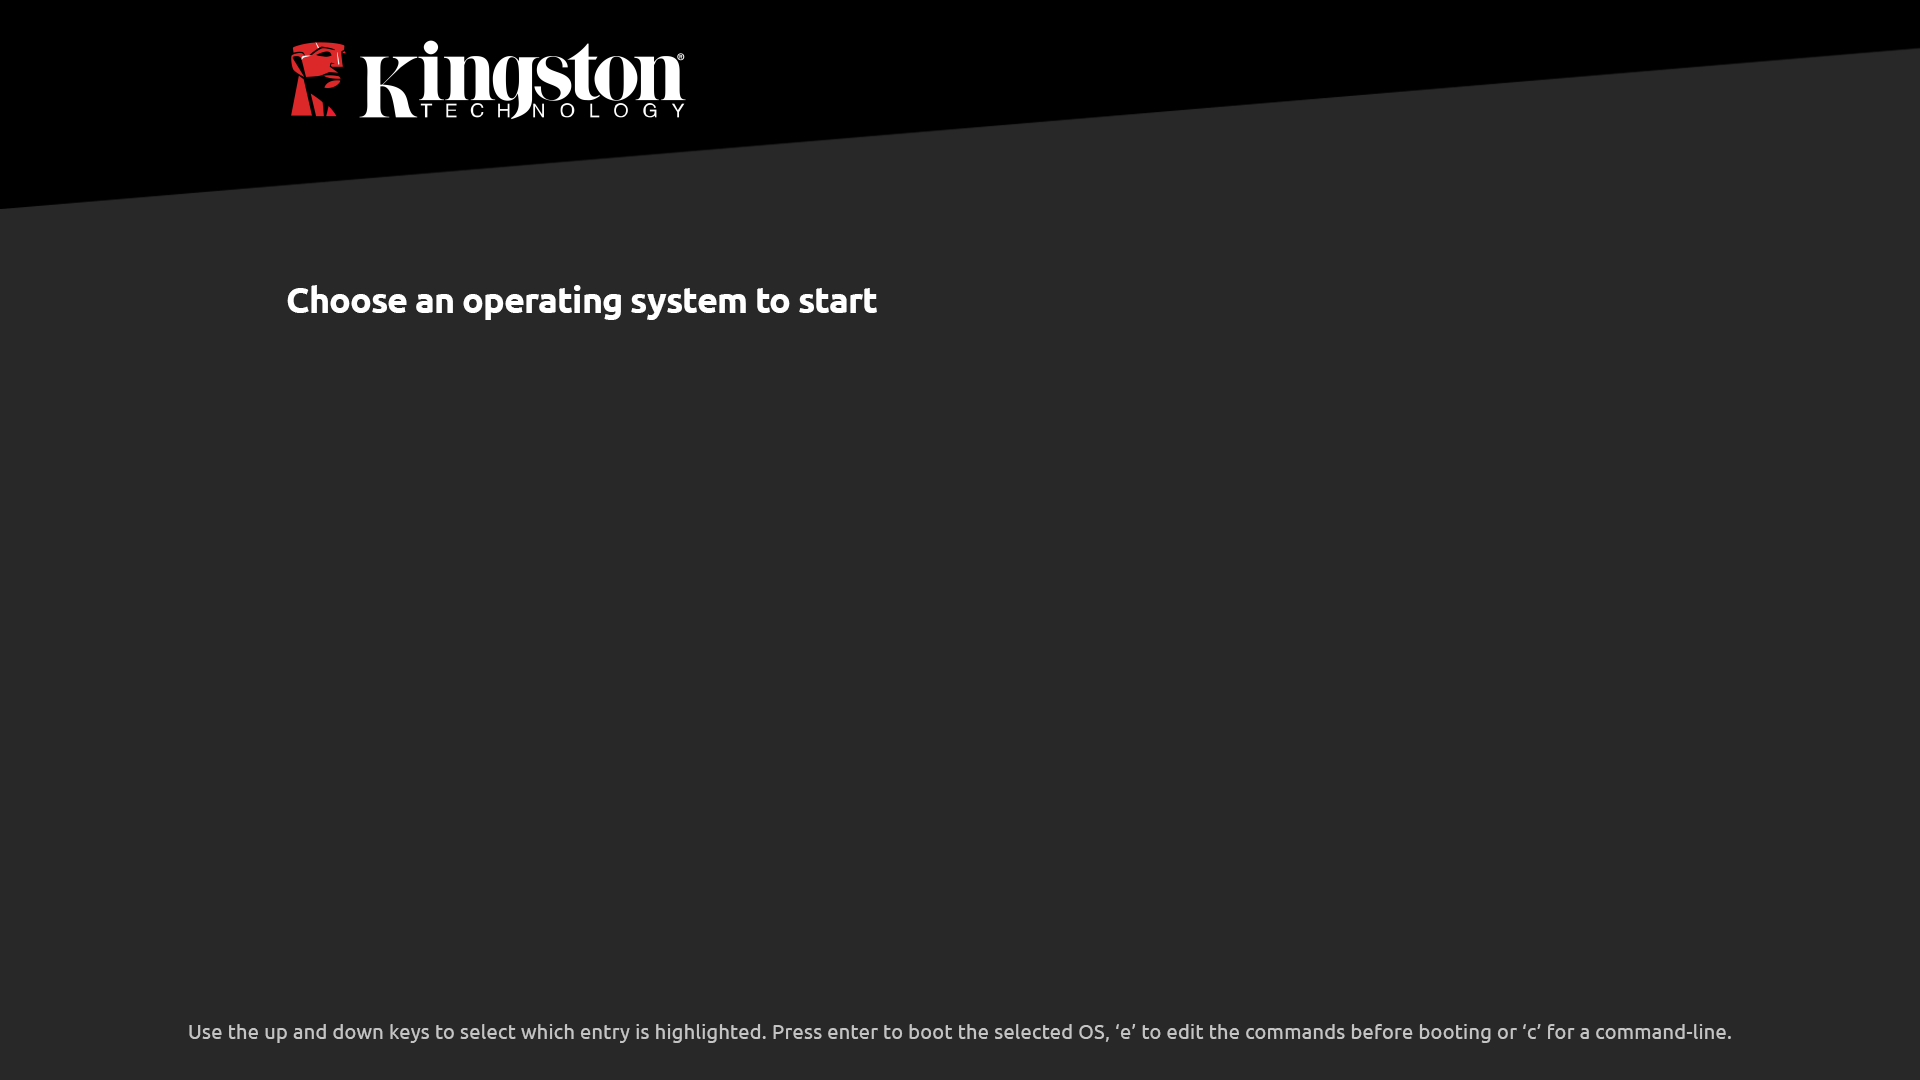 Kingston®
TECHNOLOGY
Choose an operating system to start
Use the up and down keys to select which entry is highlighted. Press enter to boot the selected OS, ‘e’ to edit the commands before booting or ‘c’ for a command-line.